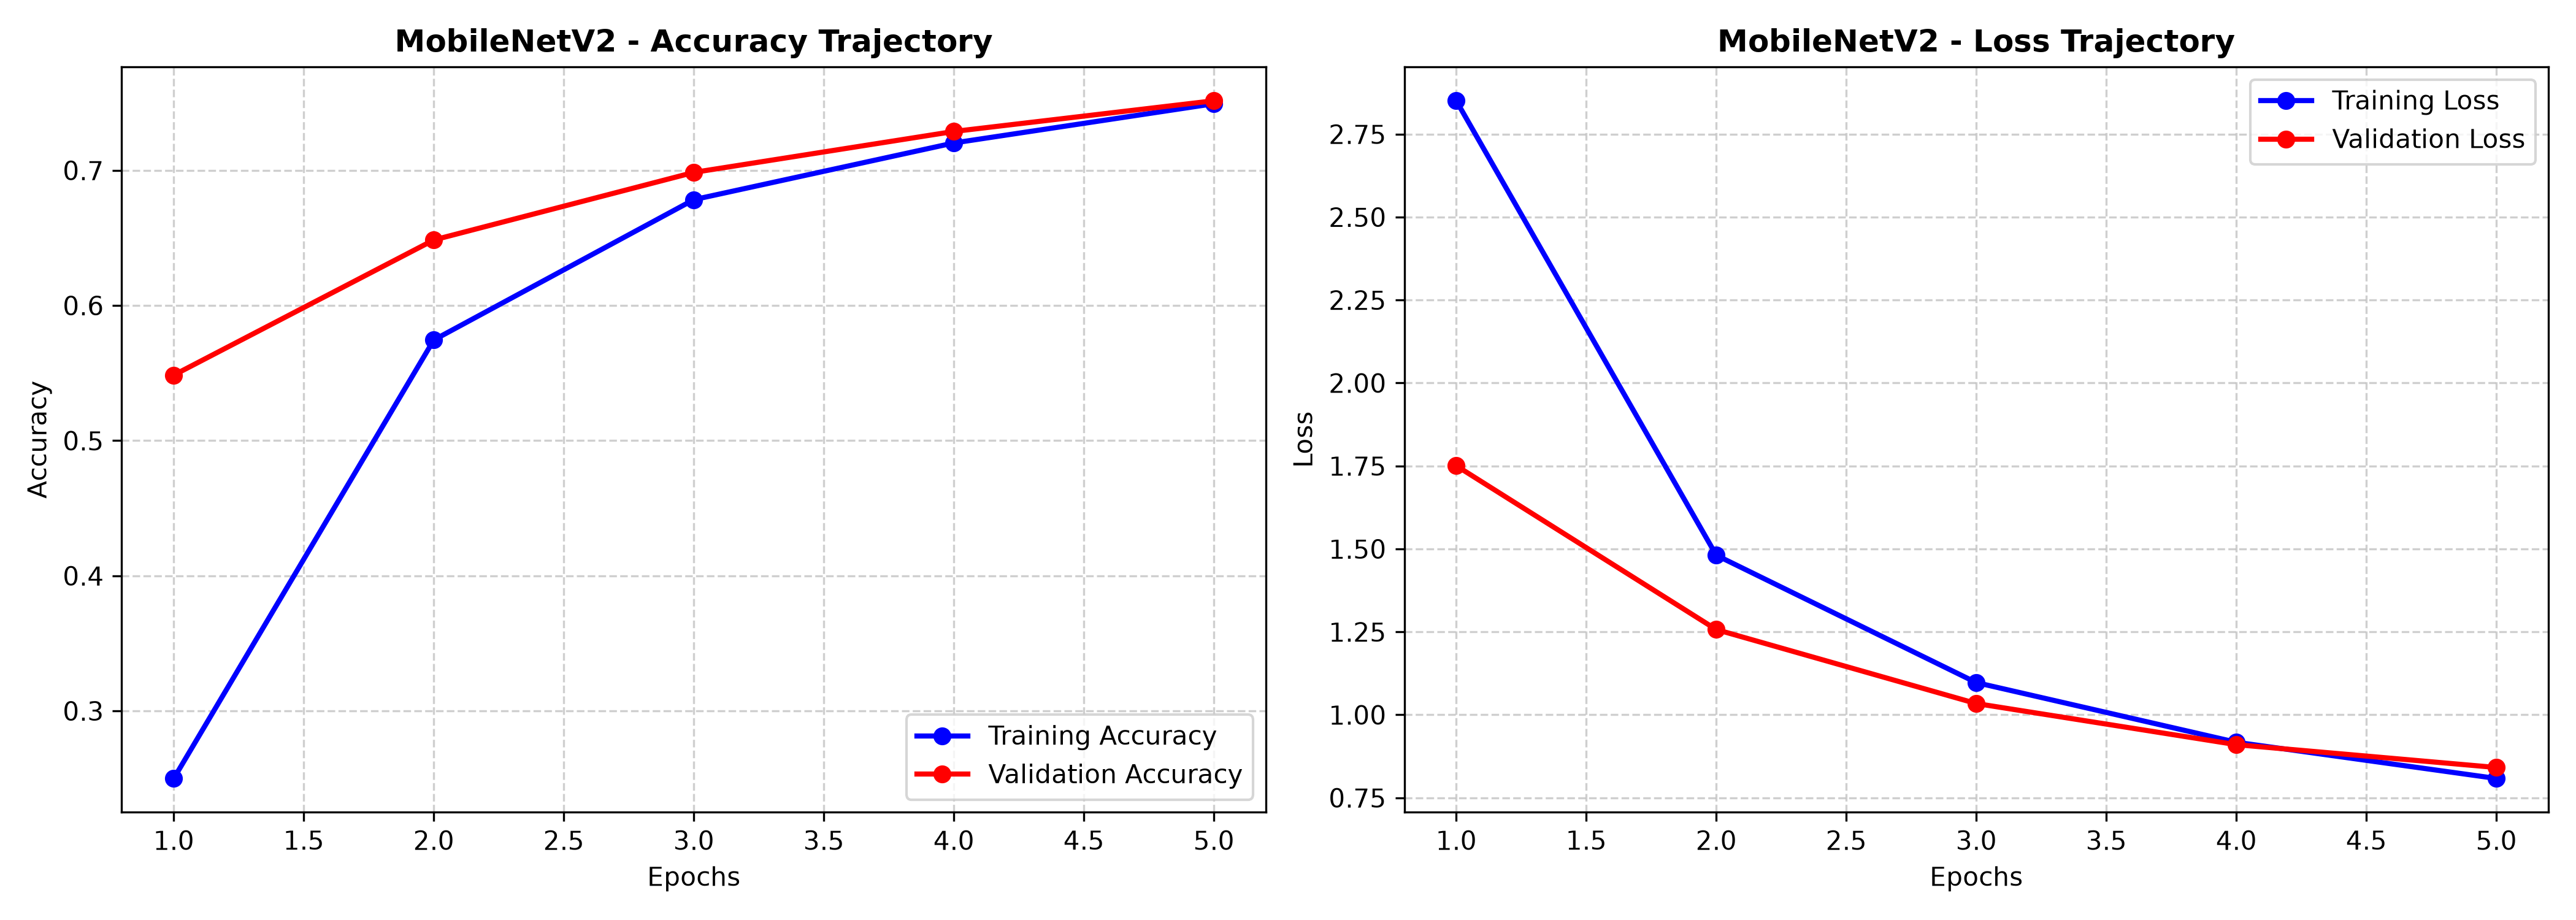 MobileNetV2 - Accuracy Trajectory
Accuracy
0.7
0.6
0.5
0.4
0.3
Training Accuracy
Validation Accuracy
1.0 1.5 2.0 2.5 3.0 3.5 4.0 4.5 5.0
Epochs
MobileNetV2 - Loss Trajectory
Loss
2.75
2.50
2.25
2.00
1.75
1.50
1.25
1.00
0.75
Training Loss
Validation Loss
1.0 1.5 2.0 2.5 3.0 3.5 4.0 4.5 5.0
Epochs